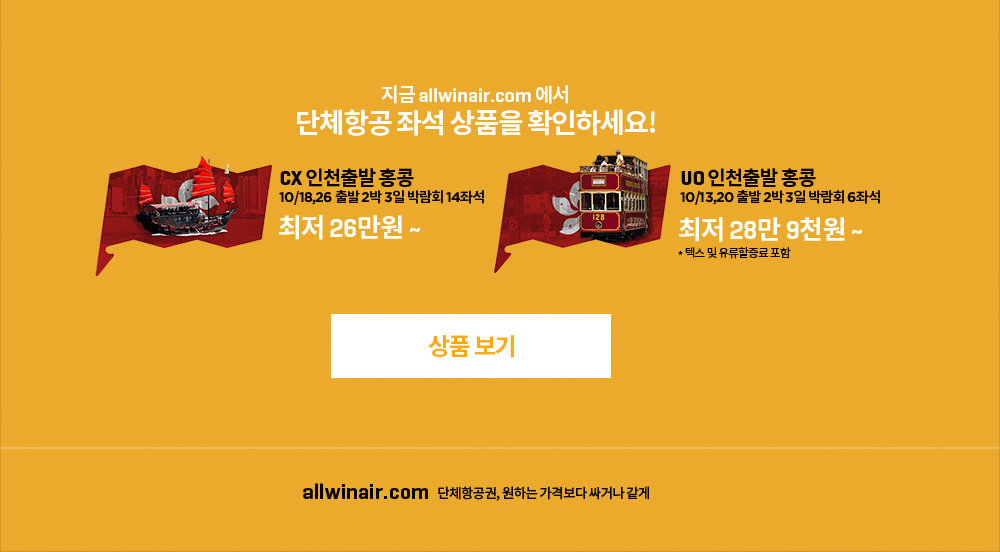 지금 allwinair.com 에서
단체항공 좌석 상품을 확인하세요!
CX 인천출발 홍콩
10/18,26 출발 2박 3일 박람회 14좌석
최저 26만원 ~
128
UO 인천출발 홍콩
10/13,20 출발 2박 3일 박람회 6좌석
최저 28만 9천원 ~
* 텍스 및 유류할증료 포함
상품 보기
allwinair.com 단체항공권, 원하는 가격보다 싸거나 같게